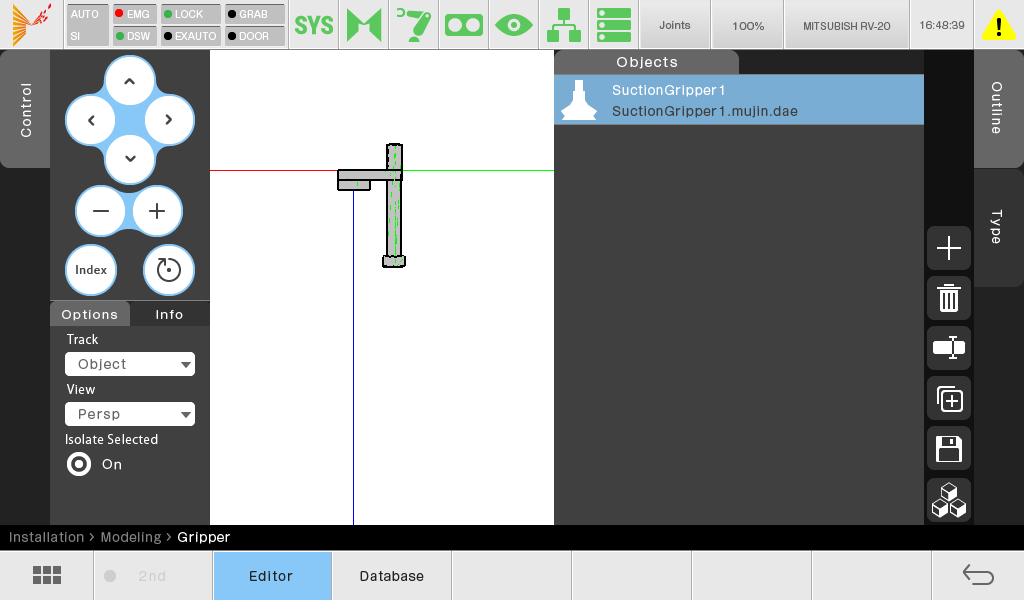 AUTO
SI
EMG
DSW
LOCK
EXAUTO
GRAB
DOOR
SYS
Joints
100%
MITSUBISH RV-20
16:48:39
Control
Index
Options
Info
Track
Object
View
Persp
Isolate Selected
On
Objects
SuctionGripper1
SuctionGripper1.mujin.dae
Outline
Type
Installation > Modeling > Gripper
2nd
Editor
Database